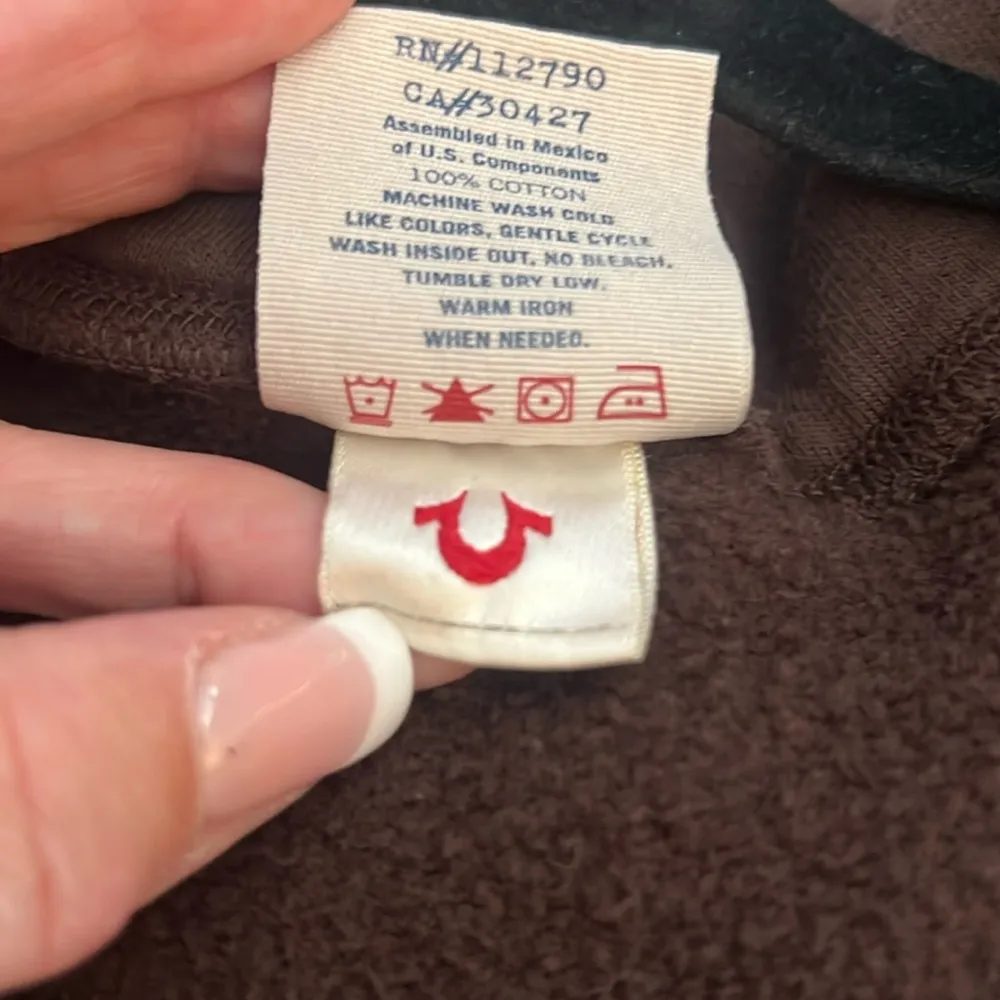 RN#112790
CA#30427
Assembled in Mexico
of U.S. Components
100% COTTON
MACHINE WASH COLD
LIKE COLORS, GENTLE CYCLE
WASH INSIDE OUT. NO BLEACH.
TUMBLE DRY LOW.
WARM IRON
WHEN NEEDED.